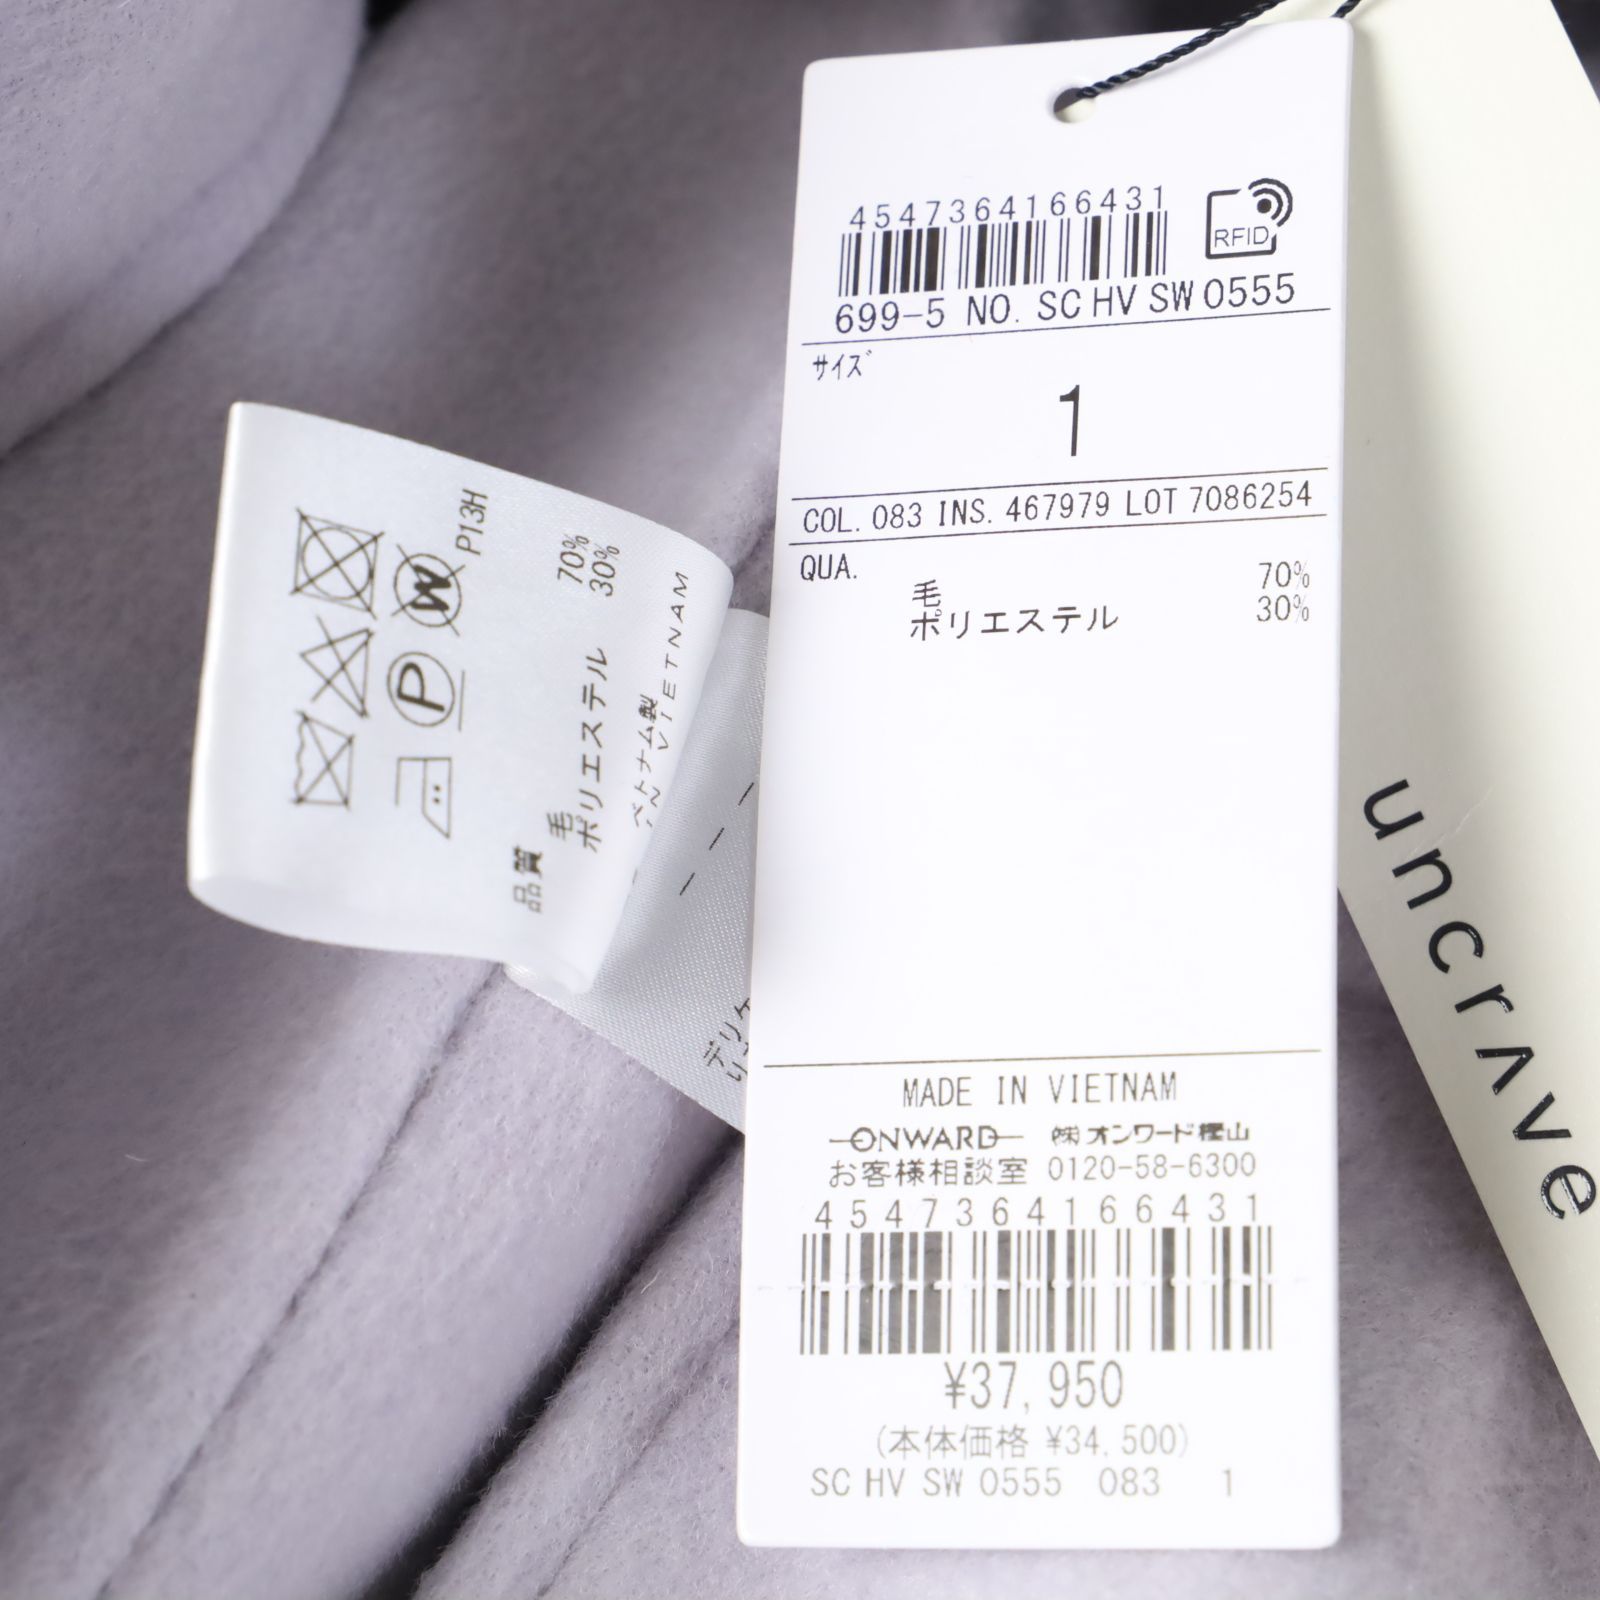 4547364166431
RFID
699-5 NO. SC HV SW 0555
サイズ
1
COL. 083 INS. 467979 LOT 7086254
QUA.
毛 70%
ポリエステル 30%
MADE IN VIETNAM
ONWARD ㈱オンワード樫山
お客様相談室 0120-58-6300
4547364166431
¥37,950
(本体価格 ¥34,500)
SC HV SW 0555 083 1
uncrave
W P13H
P
品質
毛 70%
ポリエステル 30%
ベトナム製
IN VIETNAM
デリケ